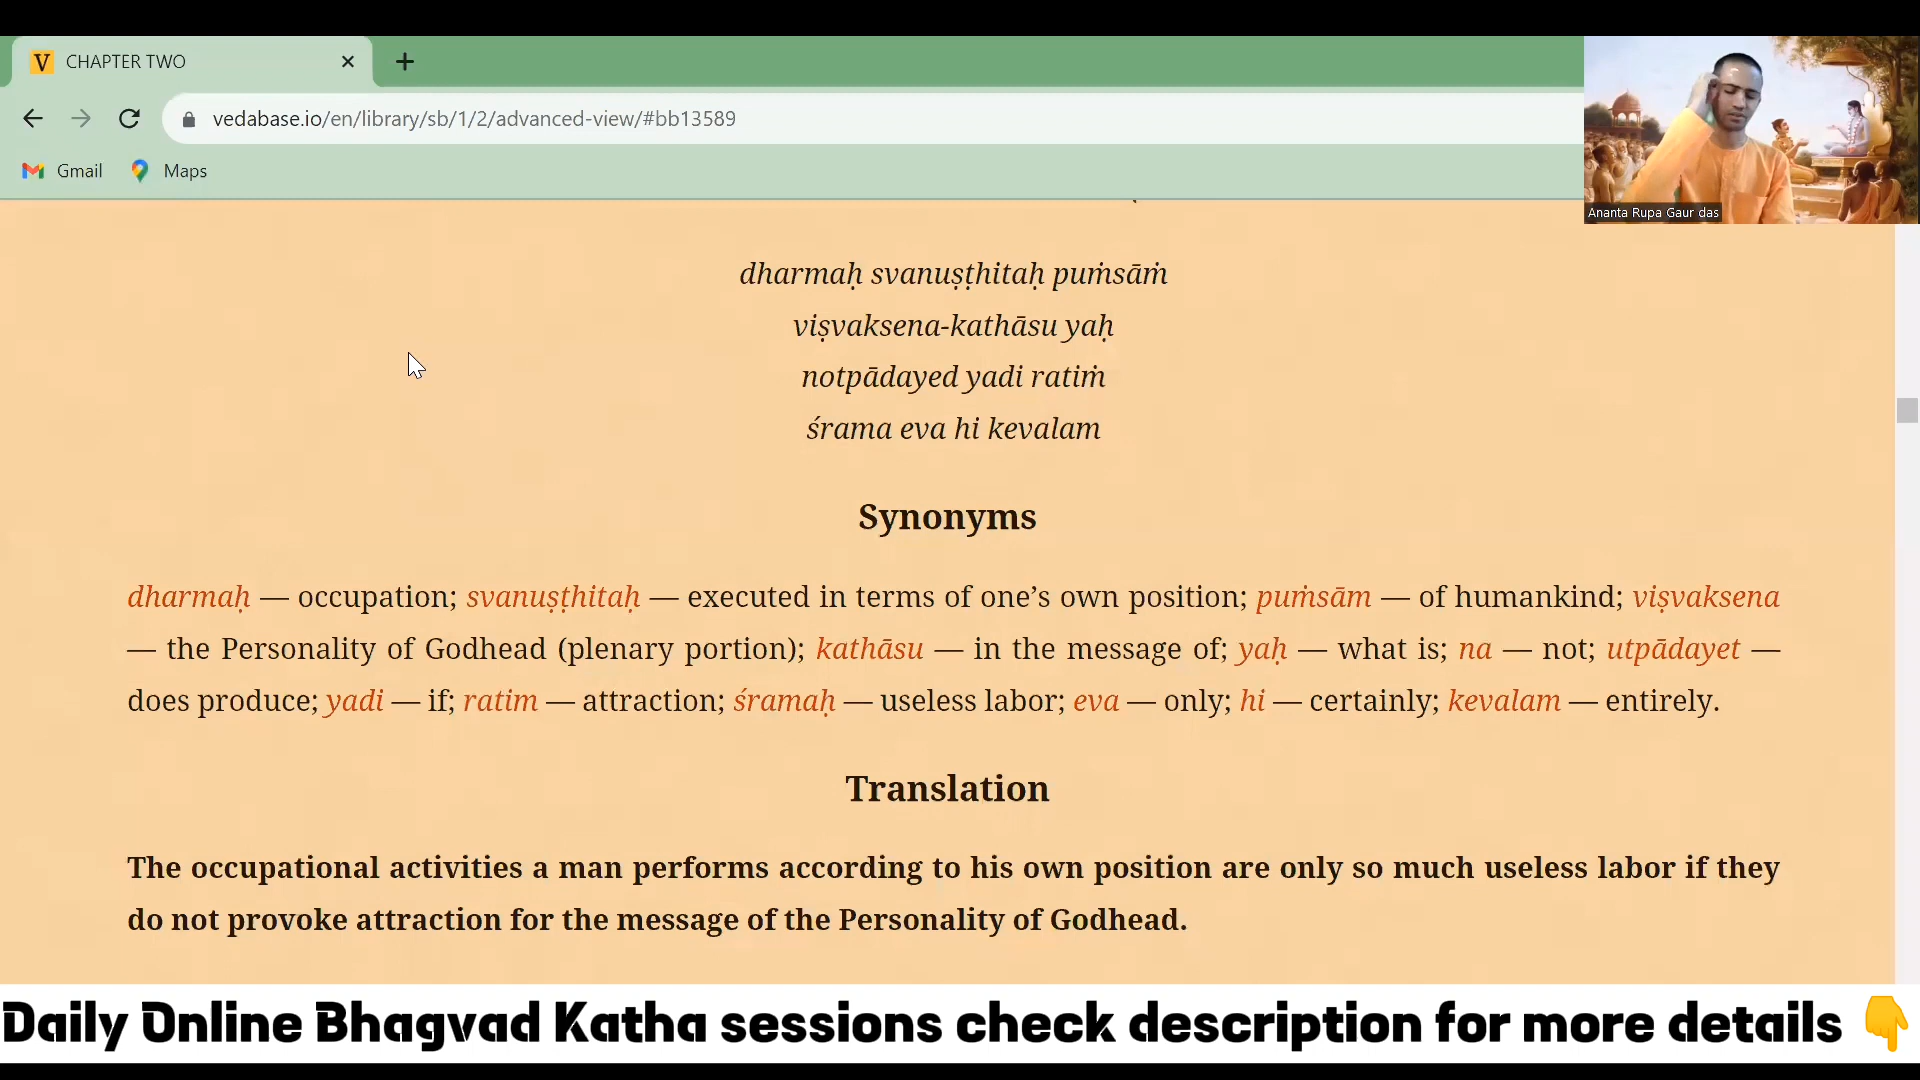 CHAPTER TWO
vedabase.io/en/library/sb/1/2/advanced-view/#bb13589
Gmail Maps
Ananta Rupa Gaur das
dharmaḥ svanuṣṭhitaḥ puṁsāṁ
viṣvaksena-kathāsu yaḥ
notpādayed yadi ratiṁ
śrama eva hi kevalam
Synonyms
dharmaḥ — occupation; svanuṣṭhitaḥ — executed in terms of one’s own position; puṁsām — of humankind; viṣvaksena
— the Personality of Godhead (plenary portion); kathāsu — in the message of; yaḥ — what is; na — not; utpādayet —
does produce; yadi — if; ratim — attraction; śramaḥ — useless labor; eva — only; hi — certainly; kevalam — entirely.
Translation
The occupational activities a man performs according to his own position are only so much useless labor if they
do not provoke attraction for the message of the Personality of Godhead.
Daily Online Bhagvad Katha sessions check description for more details 👇